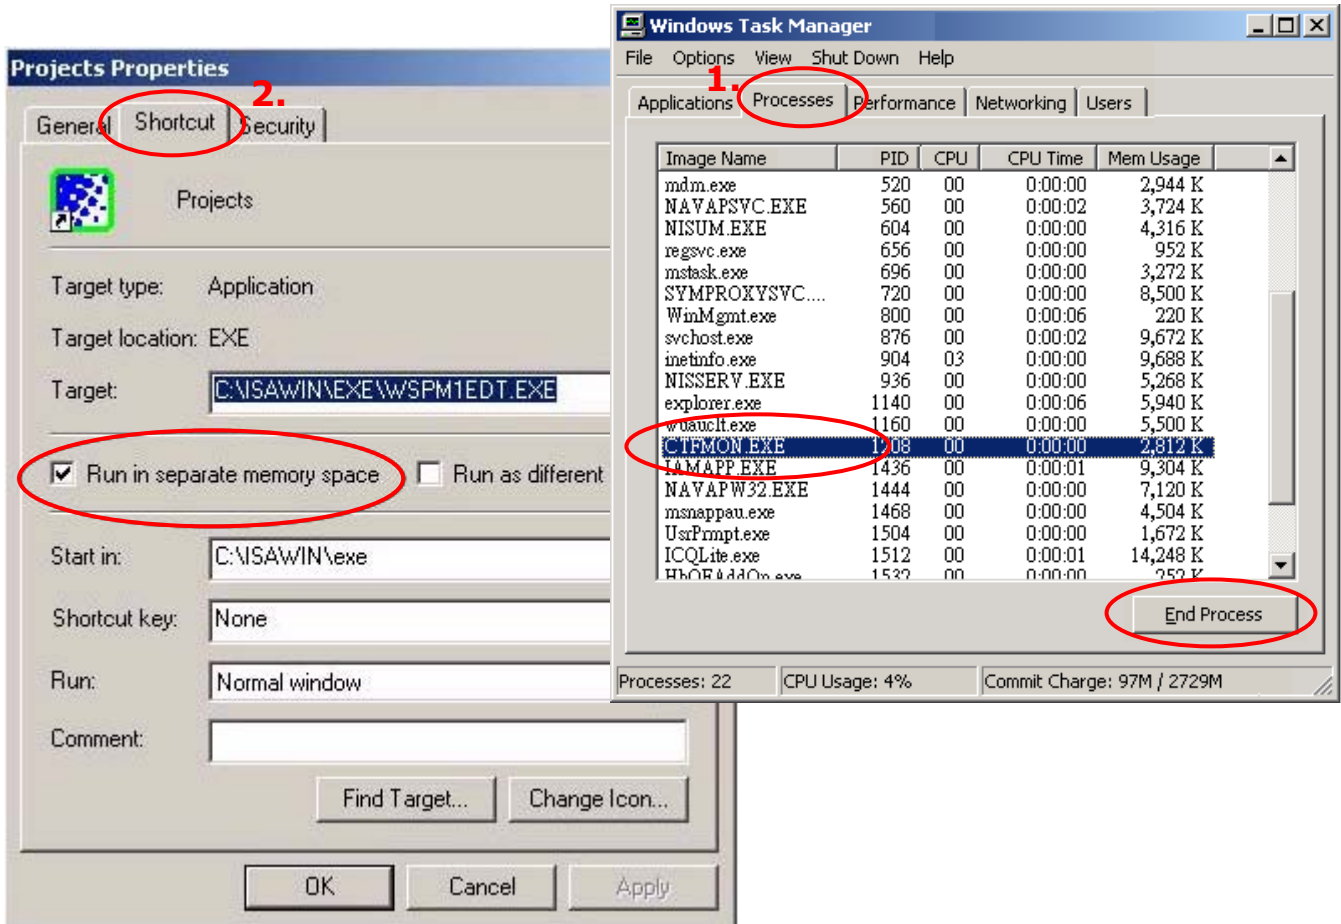 Windows Task Manager
File Options View Shut Down Help
1.
Applications Processes Performance Networking Users
Image Name PID CPU CPU Time Mem Usage
mdm.exe 520 00 0:00:00 2,944 K
NAVAPSVC.EXE 560 00 0:00:02 3,724 K
NISUM.EXE 604 00 0:00:00 4,316 K
regsvc.exe 656 00 0:00:00 952 K
mstask.exe 696 00 0:00:00 3,272 K
SYMPROXYSVC.... 720 00 0:00:00 8,500 K
WinMgmt.exe 800 00 0:00:06 220 K
svchost.exe 876 00 0:00:02 9,672 K
inetinfo.exe 904 03 0:00:00 9,688 K
NISSERV.EXE 936 00 0:00:00 5,268 K
explorer.exe 1140 00 0:00:06 5,940 K
wuauclt.exe 1160 00 0:00:00 5,500 K
CTFMON.EXE 1208 00 0:00:00 2,812 K
IAMAPP.EXE 1436 00 0:00:01 9,304 K
NAVAPW32.EXE 1444 00 0:00:00 7,120 K
msnappau.exe 1468 00 0:00:00 4,504 K
UsrPrmpt.exe 1504 00 0:00:00 1,672 K
ICQLite.exe 1512 00 0:00:01 14,248 K
1532 00 0:00:00 252 K
End Process
Processes: 22 CPU Usage: 4% Commit Charge: 97M / 2729M
Projects Properties
2.
General Shortcut Security
Projects
Target type: Application
Target location: EXE
Target: C:\ISAWIN\EXE\WSPM1EDT.EXE
Run in separate memory space Run as different
Start in: C:\ISAWIN\exe
Shortcut key: None
Run: Normal window
Comment:
Find Target... Change Icon...
OK Cancel Apply